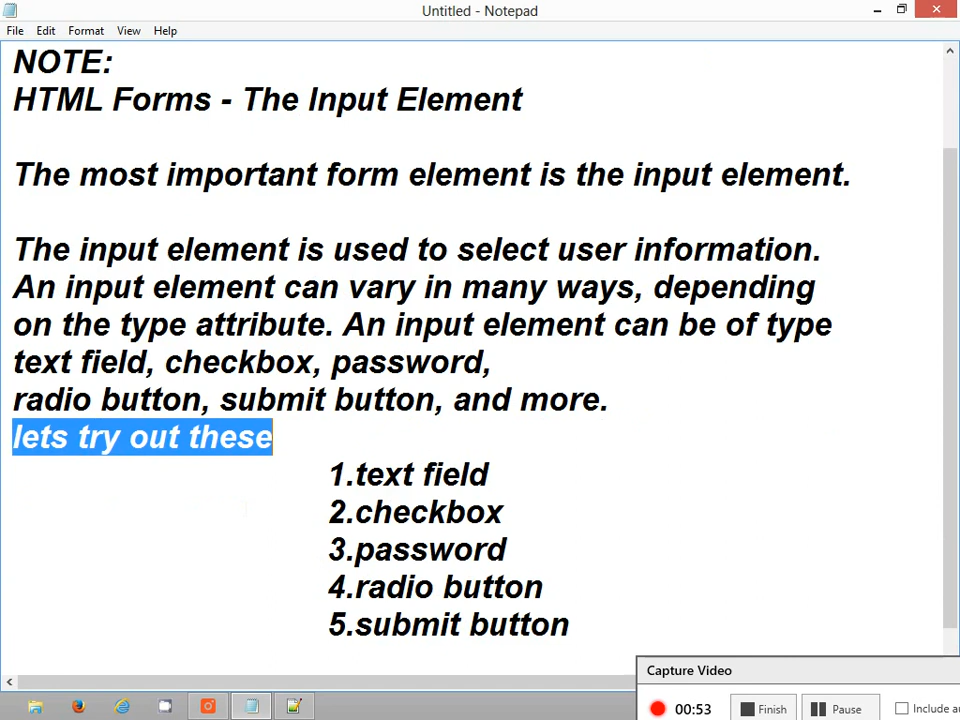 Untitled - Notepad
File Edit Format View Help
NOTE:
HTML Forms - The Input Element
The most important form element is the input element.
The input element is used to select user information.
An input element can vary in many ways, depending
on the type attribute. An input element can be of type
text field, checkbox, password,
radio button, submit button, and more.
lets try out these
1.text field
2.checkbox
3.password
4.radio button
5.submit button
Capture Video
00:53 Finish Pause Include au